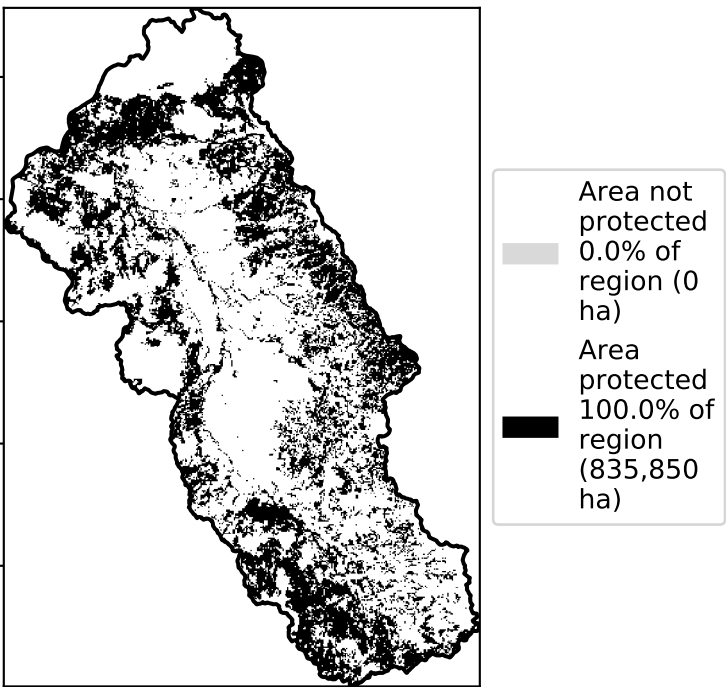 Area not
protected
0.0% of
region (0
ha)
Area
protected
100.0% of
region
(835,850
ha)